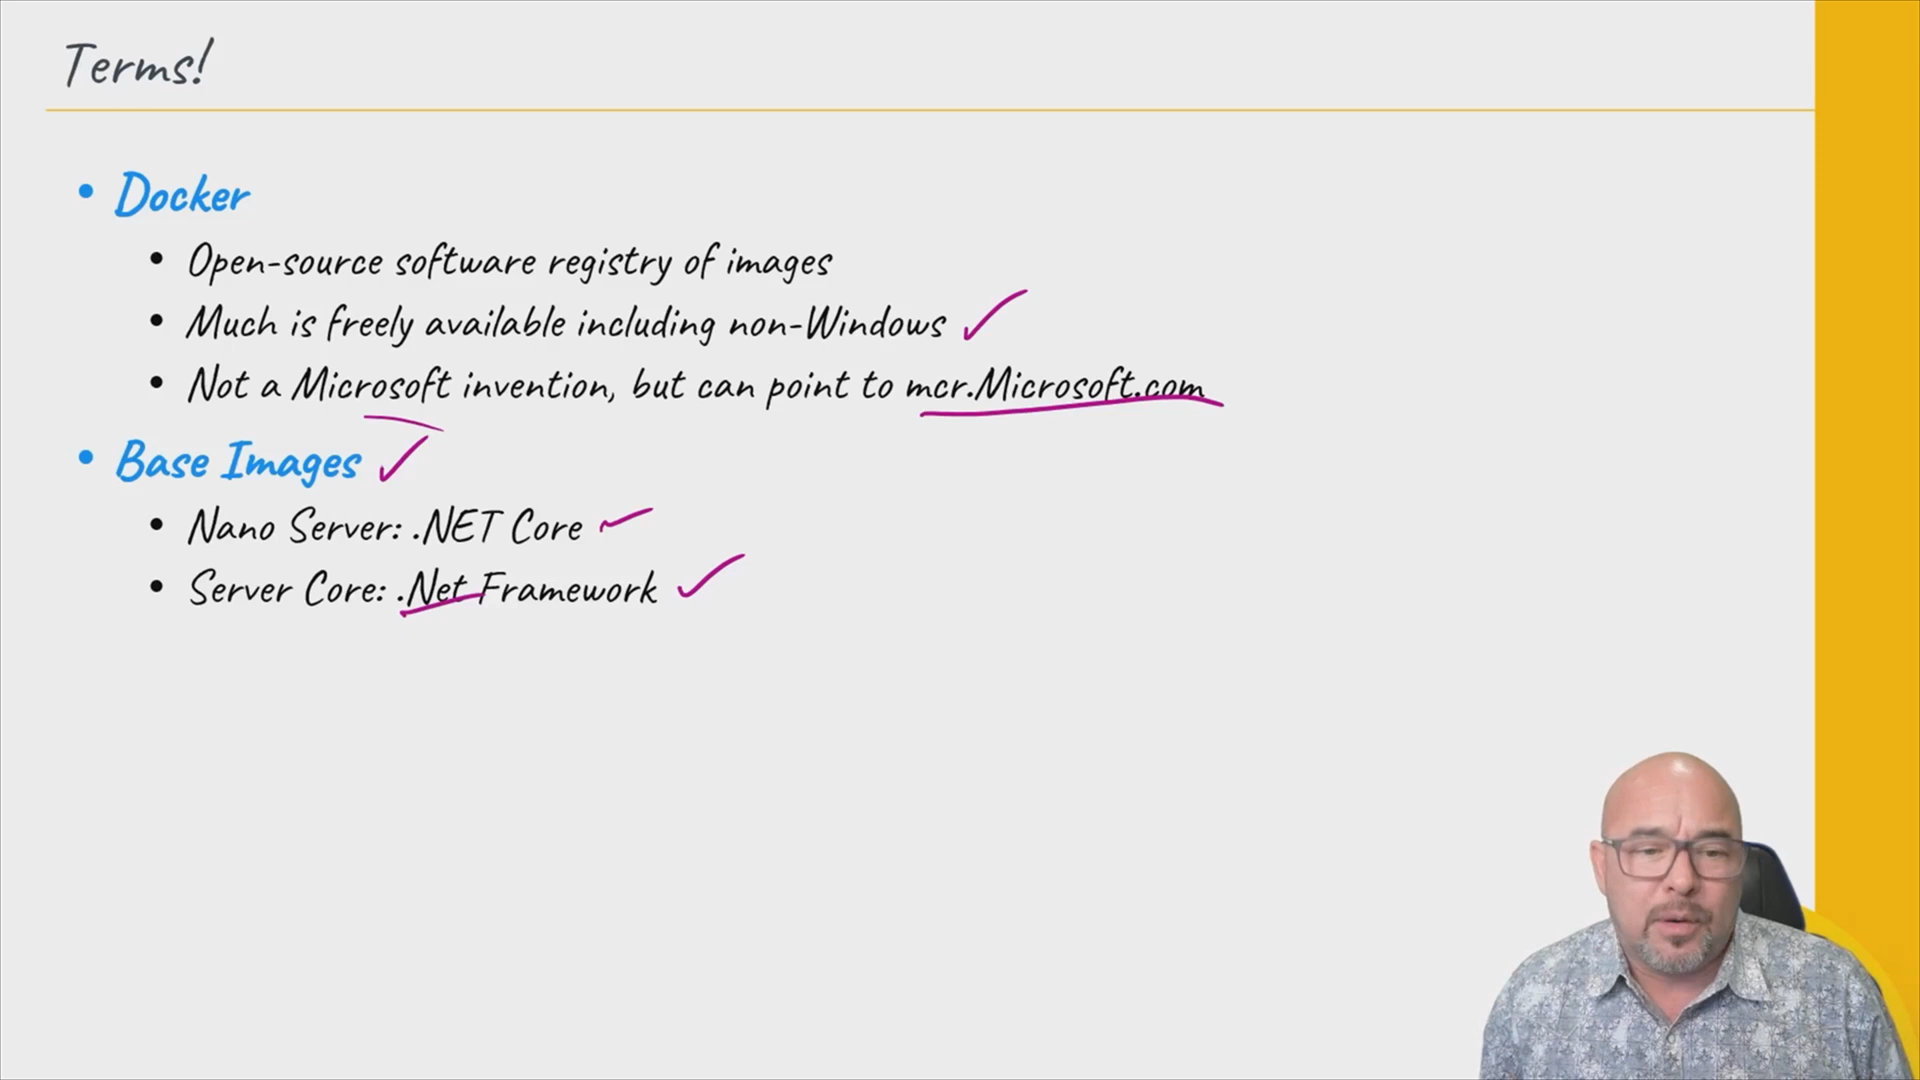 Terms!
Docker
Open-source software registry of images
Much is freely available including non-Windows
Not a Microsoft invention, but can point to mcr.Microsoft.com
Base Images
Nano Server: .NET Core
Server Core: .Net Framework